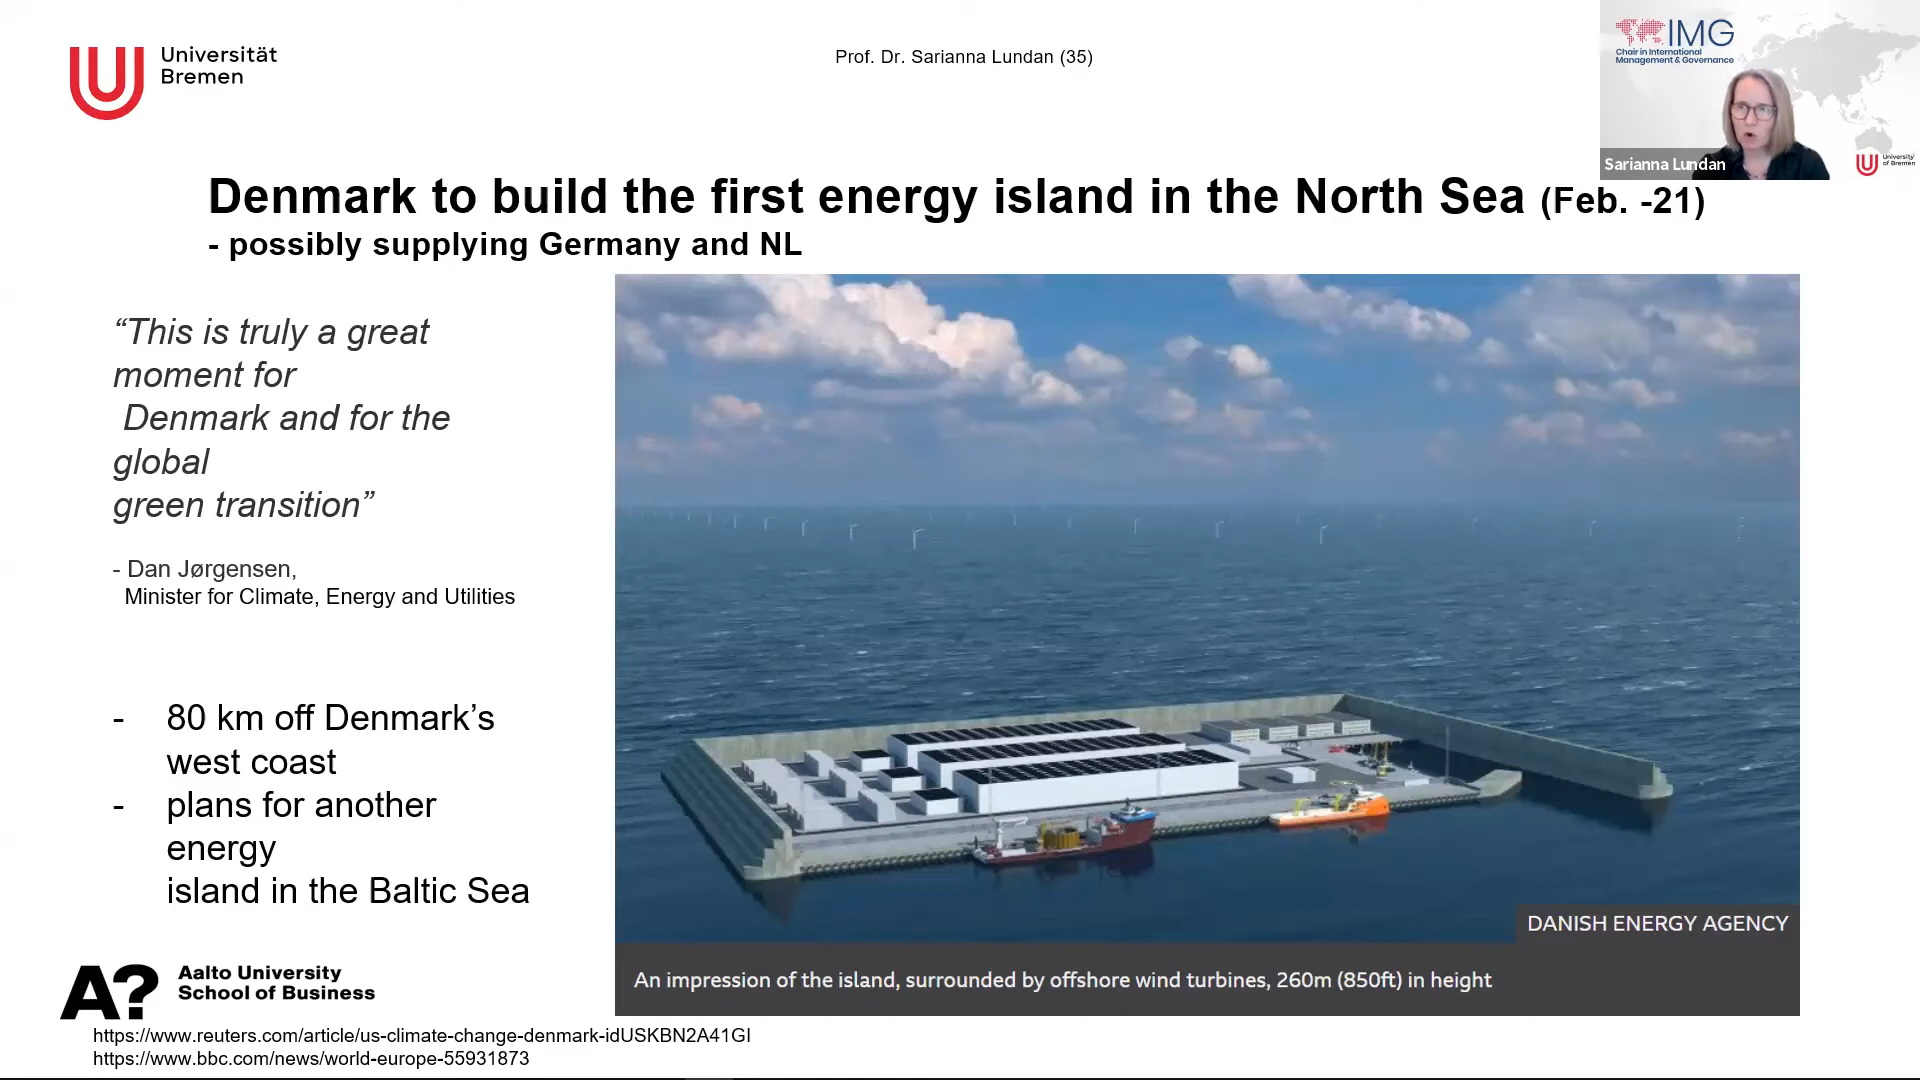 Universität
Bremen
Prof. Dr. Sarianna Lundan (35)
IMG
Chair in International
Management & Governance
Sarianna Lundan
University
of Bremen
Denmark to build the first energy island in the North Sea (Feb. -21)
- possibly supplying Germany and NL
“This is truly a great
moment for
Denmark and for the
global
green transition”
- Dan Jørgensen,
Minister for Climate, Energy and Utilities
- 80 km off Denmark’s
west coast
- plans for another
energy
island in the Baltic Sea
DANISH ENERGY AGENCY
An impression of the island, surrounded by offshore wind turbines, 260m (850ft) in height
A?
Aalto University
School of Business
https://www.reuters.com/article/us-climate-change-denmark-idUSKBN2A41GI
https://www.bbc.com/news/world-europe-55931873